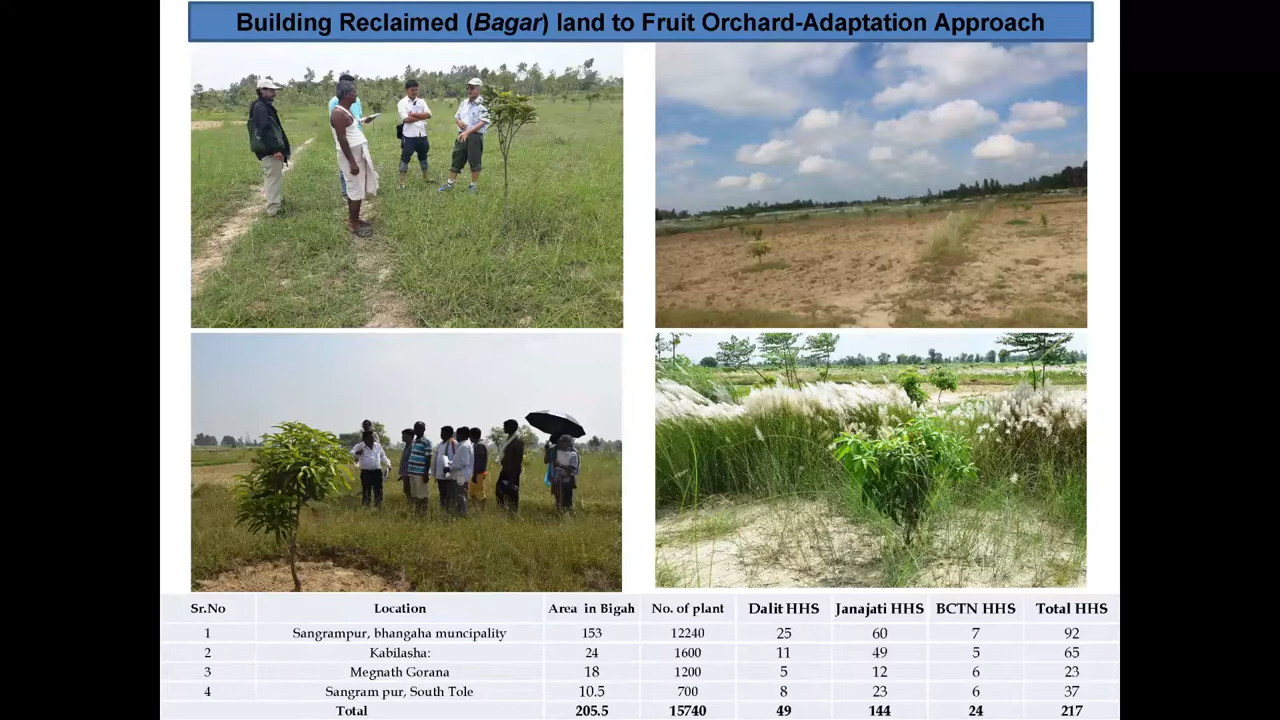 Building Reclaimed (Bagar) land to Fruit Orchard-Adaptation Approach
Sr.No Location Area in Bigah No. of plant Dalit HHS Janajati HHS BCTN HHS Total HHS
1 Sangrampur, bhangaha muncipality 153 12240 25 60 7 92
2 Kabilasha: 24 1600 11 49 5 65
3 Megnath Gorana 18 1200 5 12 6 23
4 Sangram pur, South Tole 10.5 700 8 23 6 37
Total 205.5 15740 49 144 24 217